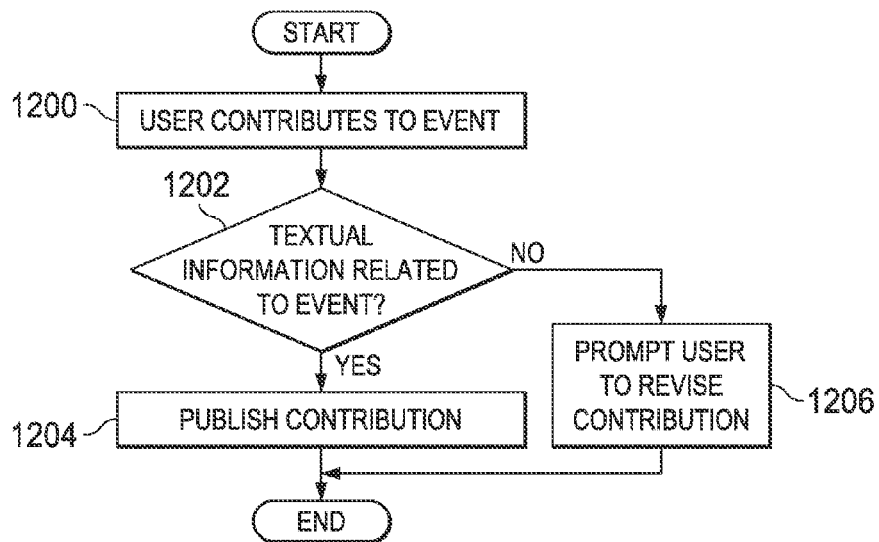 START
1200
USER CONTRIBUTES TO EVENT
1202
TEXTUAL
INFORMATION RELATED
TO EVENT?
NO
YES
PROMPT USER
TO REVISE
CONTRIBUTION
1206
1204
PUBLISH CONTRIBUTION
END